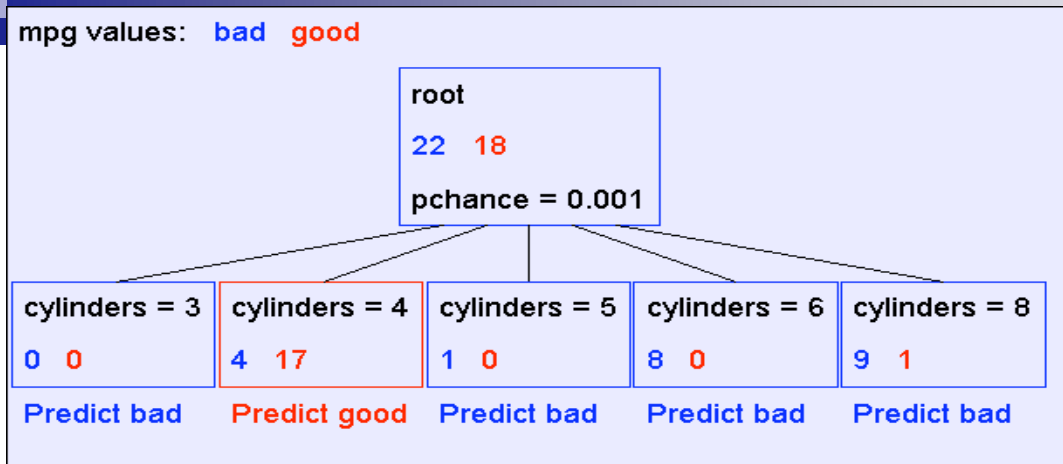 mpg values: bad good
root
22 18
pchance = 0.001
cylinders = 3
0 0
Predict bad
cylinders = 4
4 17
Predict good
cylinders = 5
1 0
Predict bad
cylinders = 6
8 0
Predict bad
cylinders = 8
9 1
Predict bad